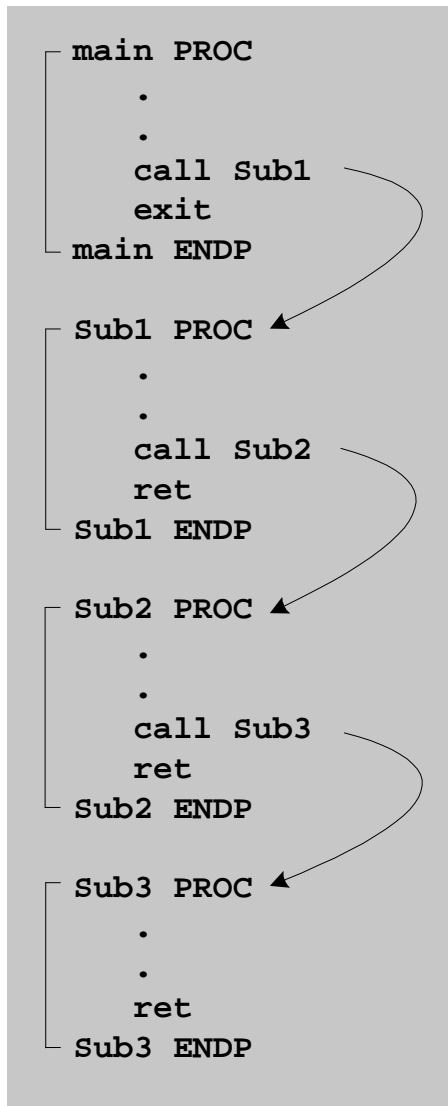 main PROC
.
.
call Sub1
exit
main ENDP
Sub1 PROC
.
.
call Sub2
ret
Sub1 ENDP
Sub2 PROC
.
.
call Sub3
ret
Sub2 ENDP
Sub3 PROC
.
.
ret
Sub3 ENDP